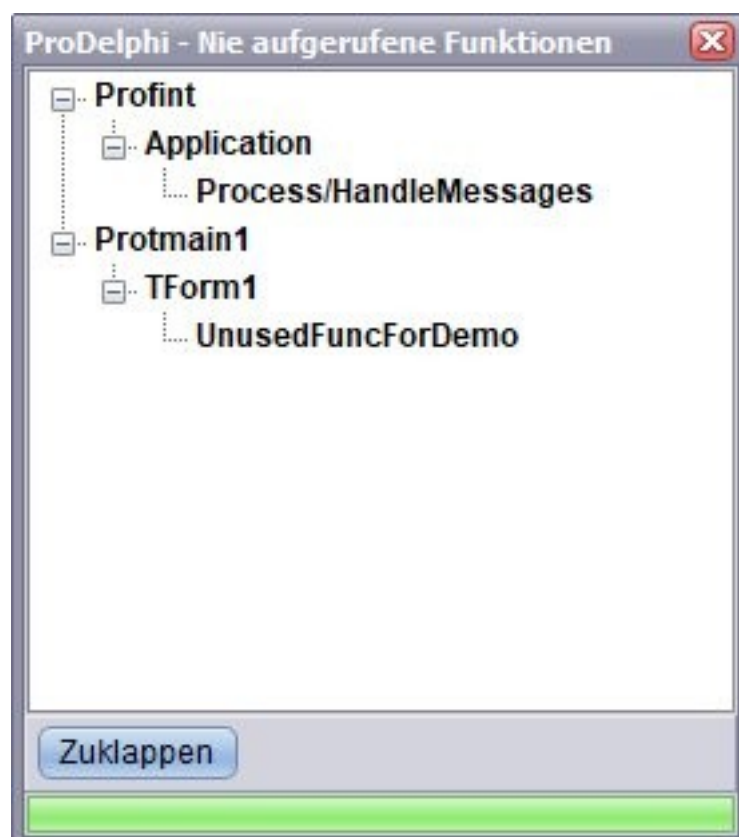 ProDelphi - Nie aufgerufene Funktionen
Profint
Application
Process/HandleMessages
Protmain1
TForm1
UnusedFuncForDemo
Zuklappen